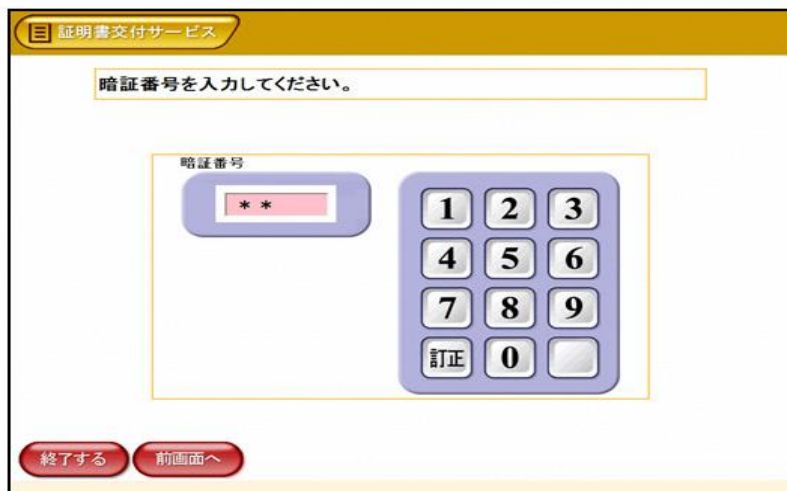 証明書交付サービス
暗証番号を入力してください。
暗証番号
* *
1 2 3
4 5 6
7 8 9
訂正 0
終了する 前画面へ